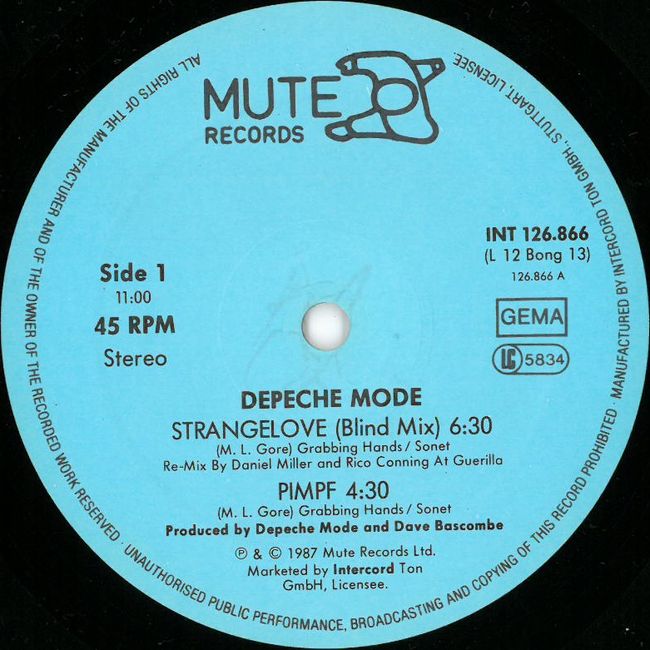 MUTE
RECORDS
INT 126.866
(L 12 Bong 13)
126.866 A
Side 1
11:00
45 RPM
Stereo
GEMA
LC 5834
DEPECHE MODE
STRANGELOVE (Blind Mix) 6:30
(M. L. Gore) Grabbing Hands / Sonet
Re-Mix By Daniel Miller and Rico Conning At Guerilla
PIMPF 4:30
(M. L. Gore) Grabbing Hands / Sonet
Produced by Depeche Mode and Dave Bascombe
℗ & © 1987 Mute Records Ltd.
Marketed by Intercord Ton
GmbH, Licensee.
ALL RIGHTS OF THE MANUFACTURER AND OF THE OWNER OF THE RECORDED WORK RESERVED · UNAUTHORISED PUBLIC PERFORMANCE, BROADCASTING AND COPYING OF THIS RECORD PROHIBITED · MANUFACTURED BY INTERCORD TON GMBH, STUTTGART, LICENSEE.